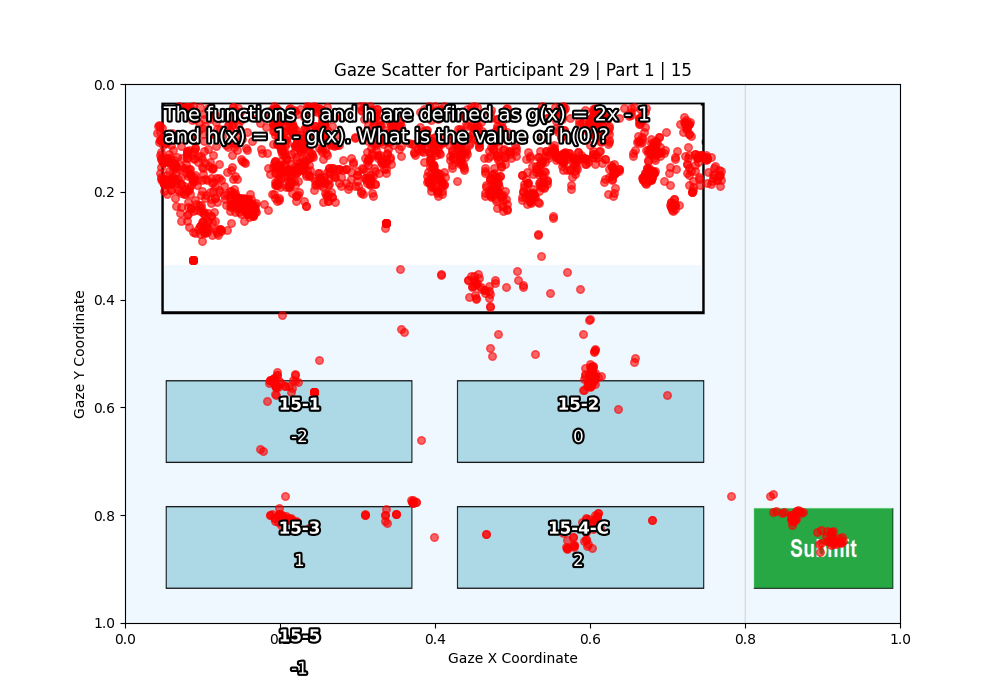 Gaze Scatter for Participant 29 | Part 1 | 15
The functions g and h are defined as g(x) = 2x - 1
and h(x) = 1 - g(x). What is the value of h(0)?
15-1
-2
15-2
0
15-3
1
15-4-C
2
Submit
15-5
-1
Gaze Y Coordinate
0.0
0.2
0.4
0.6
0.8
1.0
0.0 0.2 0.4 0.6 0.8 1.0
Gaze X Coordinate